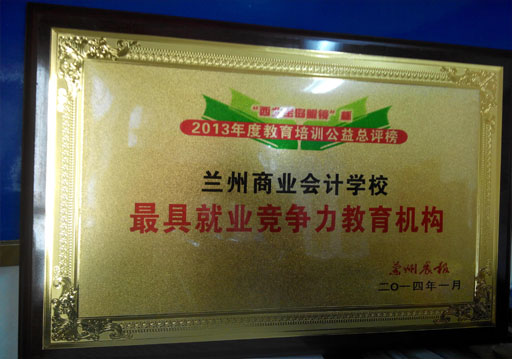 2013年度教育培训公益总评榜
兰州商业会计学校
最具就业竞争力教育机构
兰州晨报
二〇一四年一月